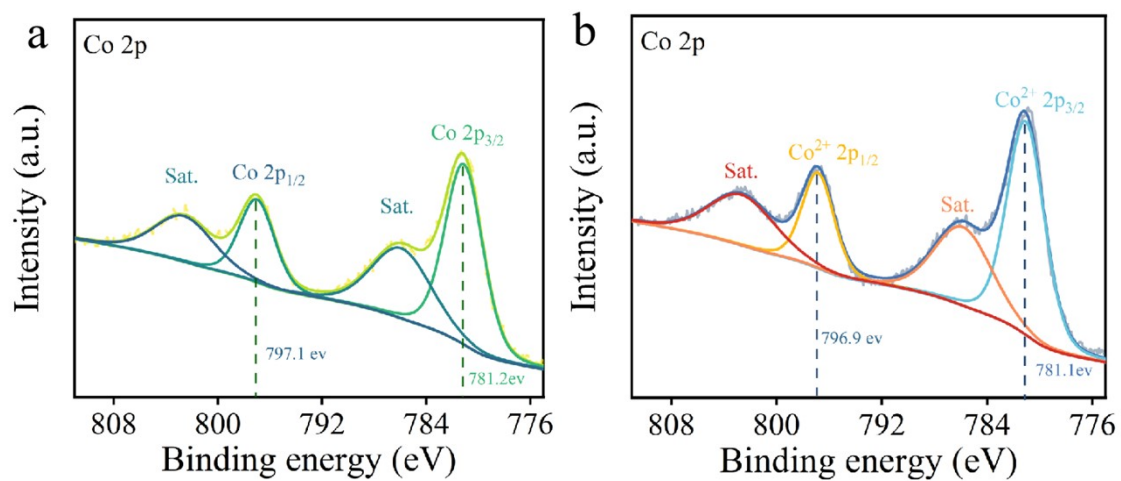 a
Co 2p
Intensity (a.u.)
Sat.
Co 2p1/2
Sat.
Co 2p3/2
797.1 ev
781.2ev
808 800 792 784 776
Binding energy (eV)
b
Co 2p
Intensity (a.u.)
Sat.
Co2+ 2p1/2
Sat.
Co2+ 2p3/2
796.9 ev
781.1ev
808 800 792 784 776
Binding energy (eV)